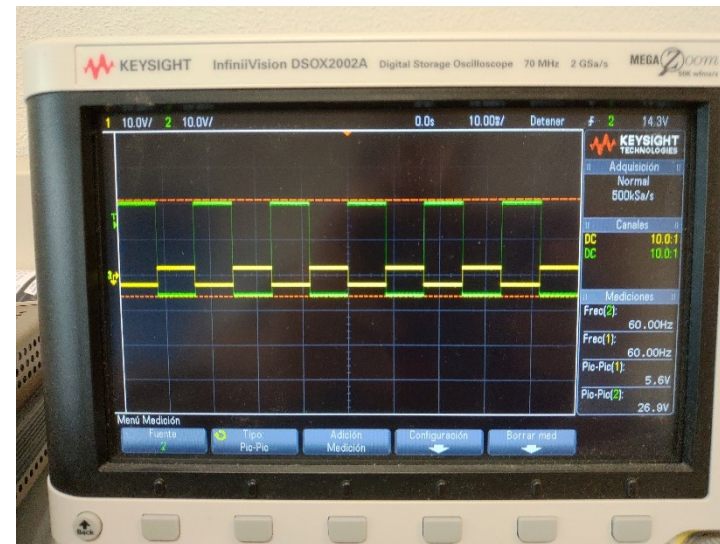 KEYSIGHT InfiniiVision DSOX2002A Digital Storage Oscilloscope 70 MHz 2 GSa/s MEGA Zoom
1 10.0V/ 2 10.0V/ 0.0s 10.00㎳/ Detener 2 14.3V
KEYSIGHT
TECHNOLOGIES
Adquisición
Normal
500kSa/s
Canales
DC 10.0:1
DC 10.0:1
Mediciones
Frec(2):
60.00Hz
Frec(1):
60.00Hz
Pic-Pic(1):
5.6V
Pic-Pic(2):
26.9V
Menú Medición
Fuente
2
Tipo:
Pic-Pic
Adición
Medición
Configuración
Borrar med
Back